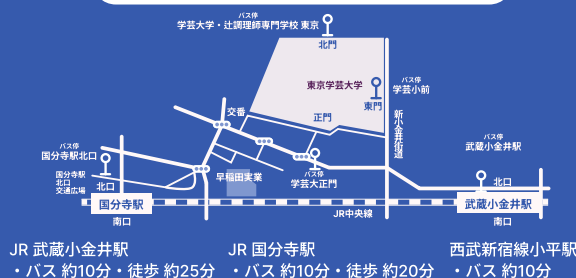 バス停
学芸大学・辻調理師専門学校 東京
北門
東京学芸大学
東門
バス停
学芸小前
正門
新小金井街道
交番
バス停
国分寺駅北口
国分寺駅
北口
交通広場
北口
国分寺駅
南口
早稲田実業
バス停
学芸大正門
JR中央線
バス停
武蔵小金井駅
北口
武蔵小金井駅
南口
JR 武蔵小金井駅
・バス 約10分・徒歩 約25分
JR 国分寺駅
・バス 約10分・徒歩 約20分
西武新宿線小平駅
・バス 約10分